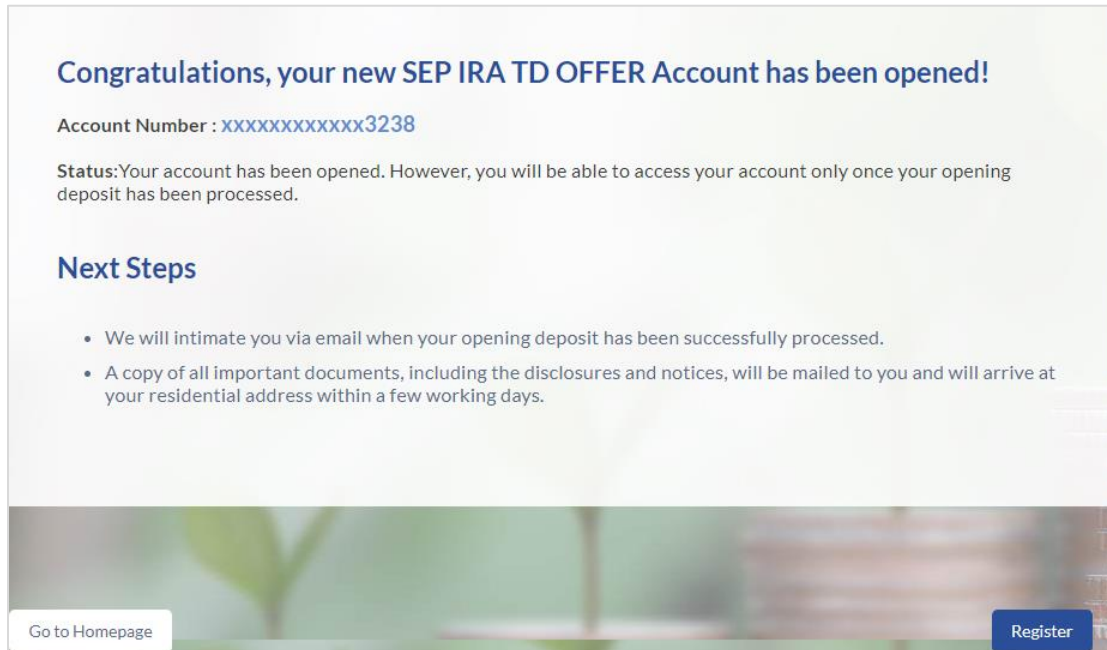 Congratulations, your new SEP IRA TD OFFER Account has been opened!
Account Number : xxxxxxxxxxxx3238
Status:Your account has been opened. However, you will be able to access your account only once your opening
deposit has been processed.
Next Steps
• We will intimate you via email when your opening deposit has been successfully processed.
• A copy of all important documents, including the disclosures and notices, will be mailed to you and will arrive at
your residential address within a few working days.
Go to Homepage
Register